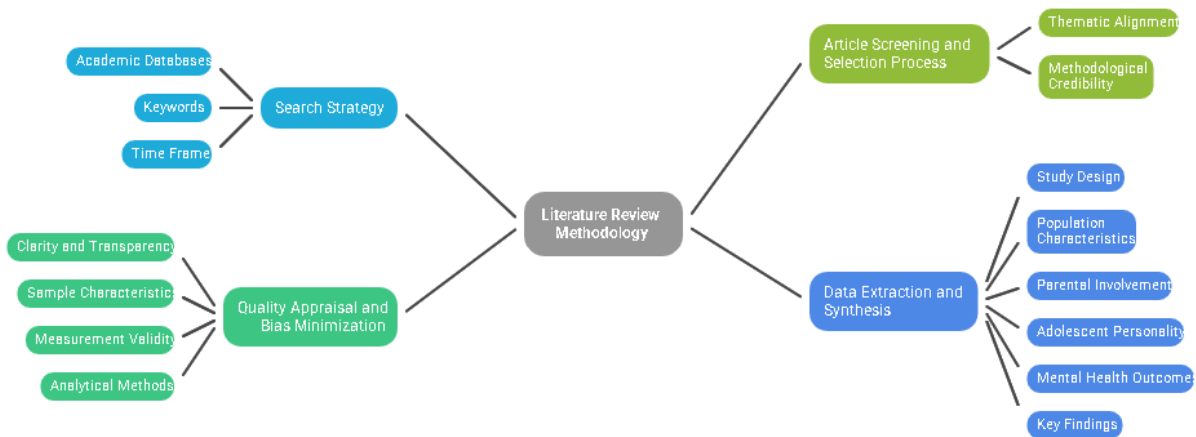 Academic Databases
Keywords
Time Frame
Search Strategy
Clarity and Transparency
Sample Characteristic
Measurement Validity
Analytical Methods
Quality Appraisal and
Bias Minimization
Literature Review
Methodology
Article Screening and
Selection Process
Thematic Alignment
Methodological
Credibility
Data Extraction and
Synthesis
Study Design
Population
Characteristics
Parental Involvement
Adolescent Personality
Mental Health Outcome
Key Findings